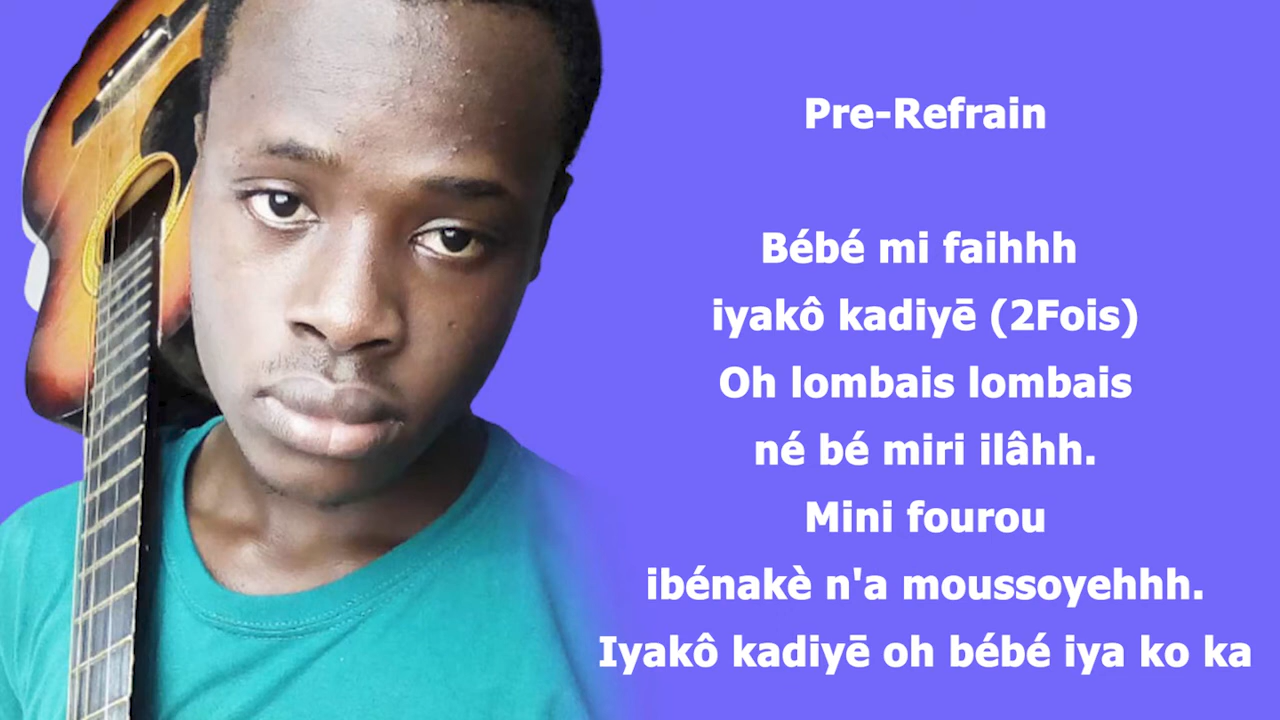 Pre-Refrain
Bébé mi faihhh
iyakô kadiyē (2Fois)
Oh lombais lombais
né bé miri ilâhh.
Mini fourou
ibénakè n'a moussoyehhh.
Iyakô kadiyē oh bébé iya ko ka